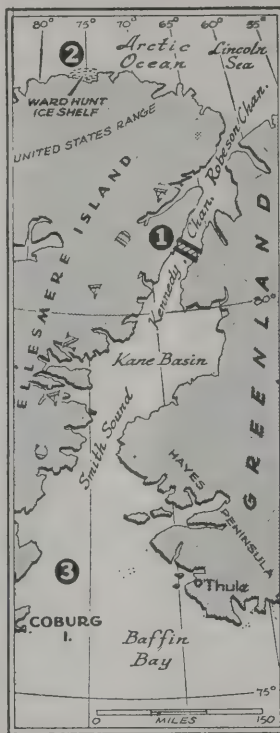 80° 75° 70° 65° 60° 55° 50°
2
Arctic Ocean
Lincoln Sea
WARD HUNT ICE SHELF
UNITED STATES RANGE
Robeson Chan.
1
Kennedy Chan.
ELLESMERE ISLAND
CANADA
80°
Kane Basin
GREENLAND
Smith Sound
HAYES PENINSULA
3
Thule
COBURG I.
Baffin Bay
75°
0 MILES 150